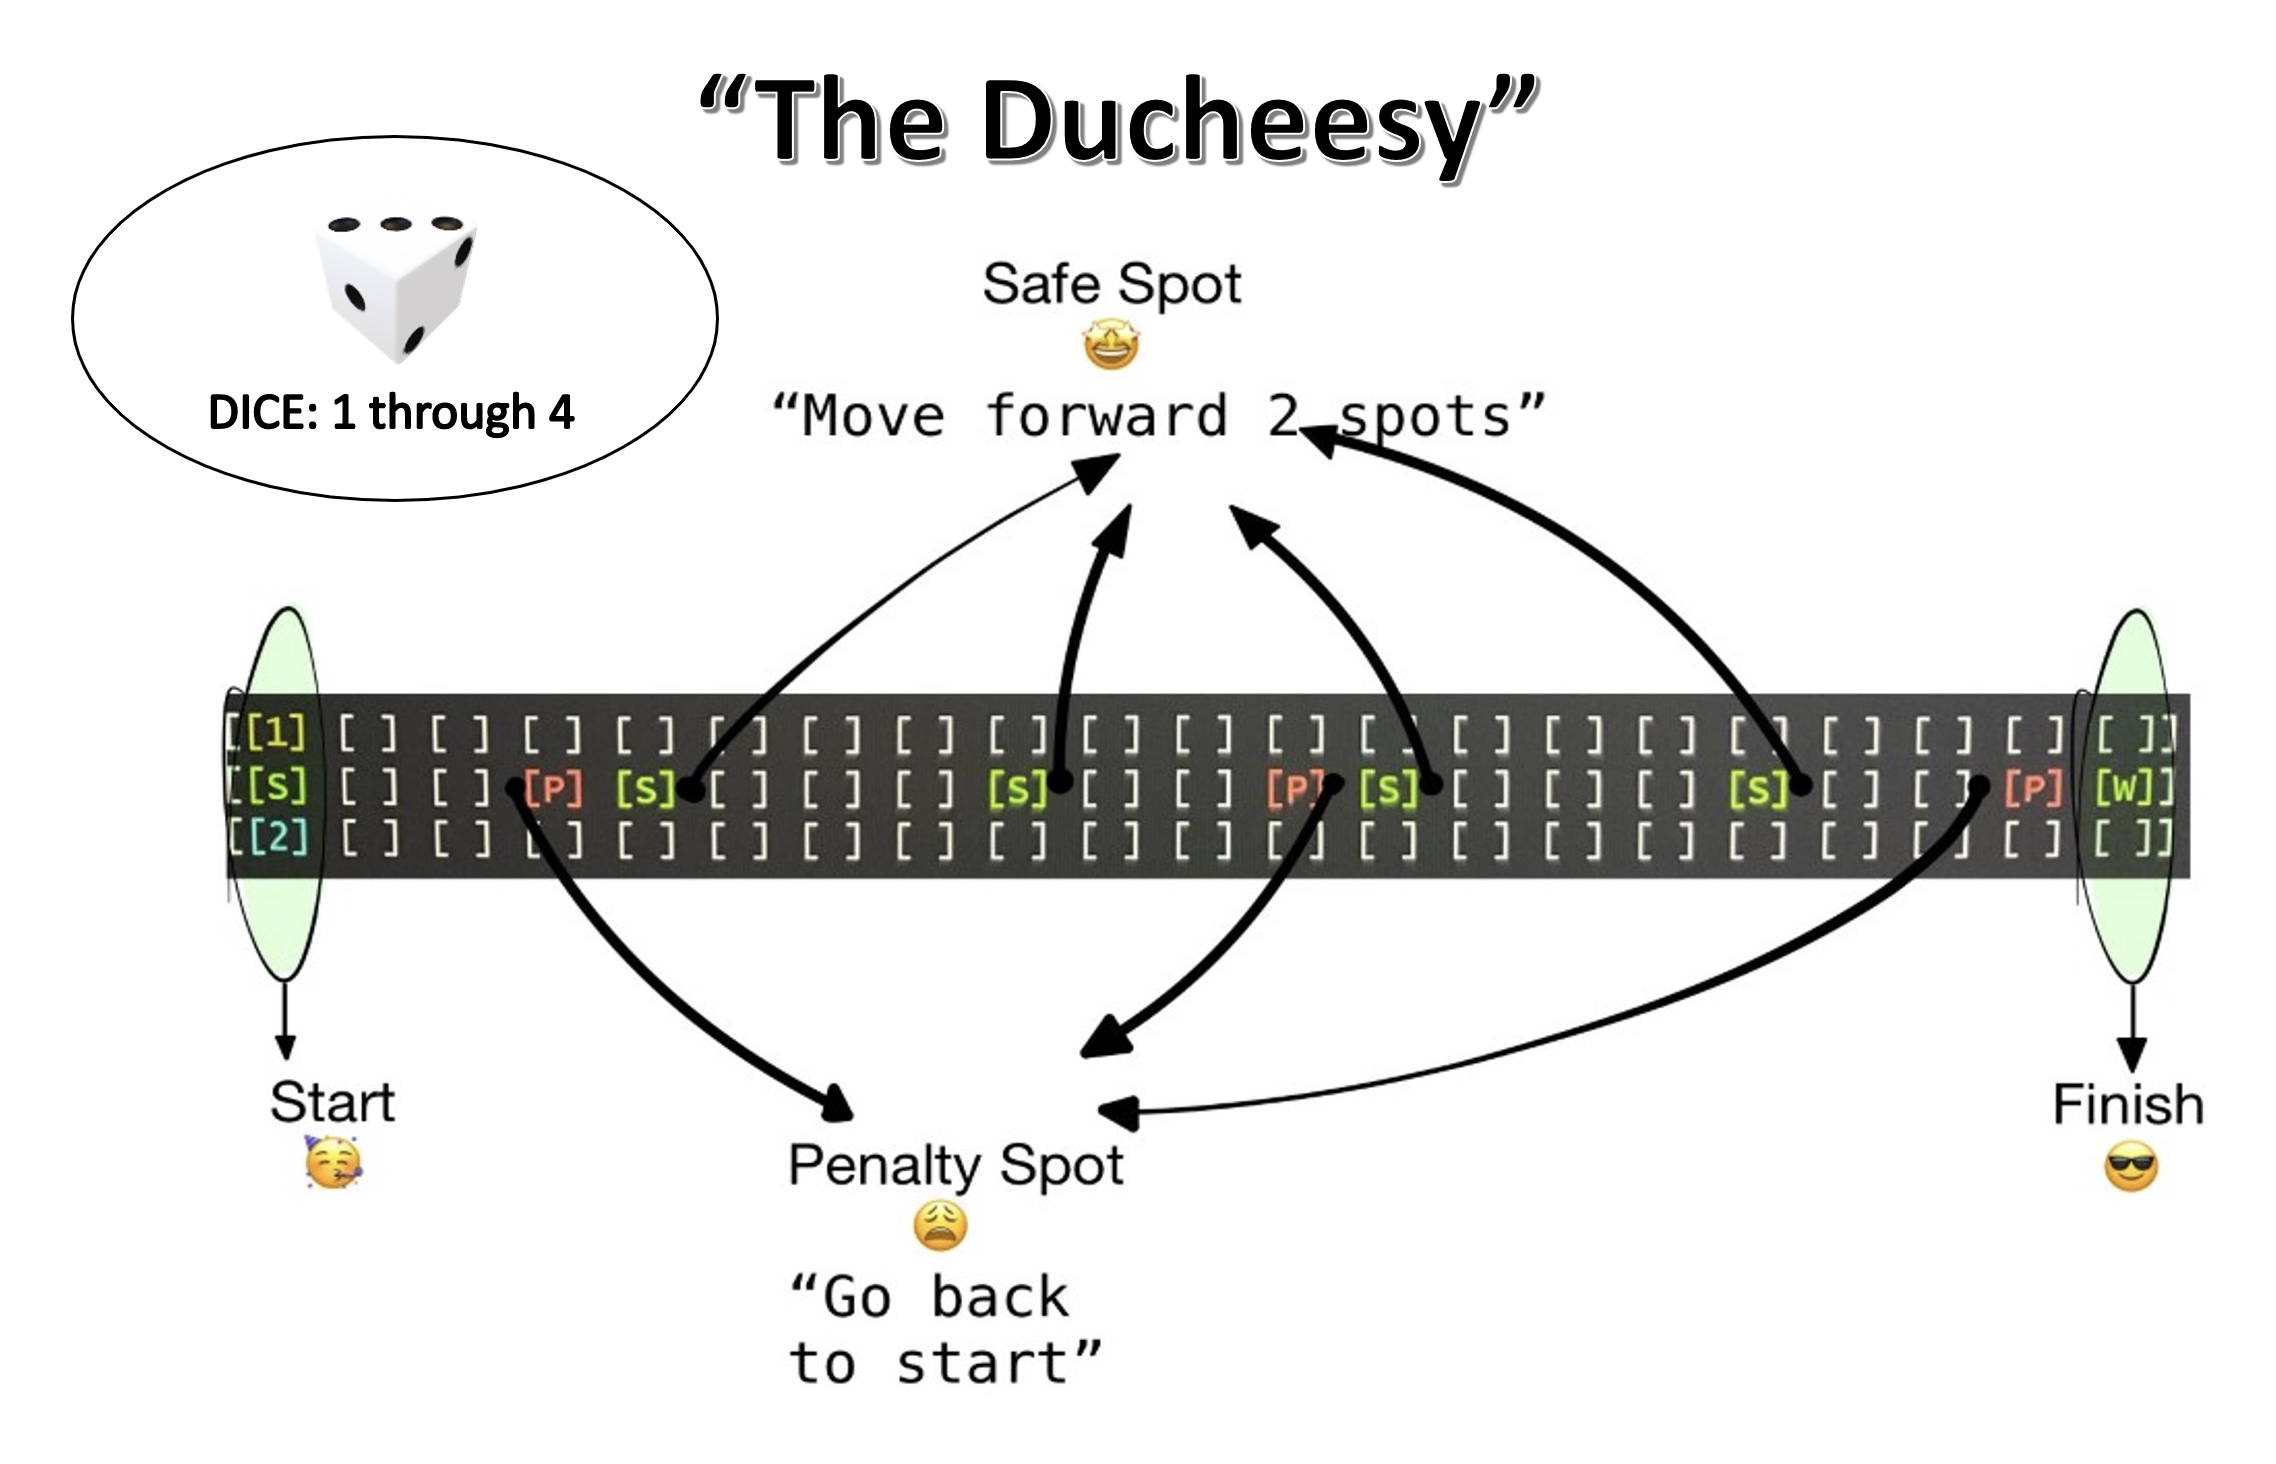 “The Ducheesy”
DICE: 1 through 4
Safe Spot
“Move forward 2 spots”
[[1] [ ] [ ] [ ] [ ] [ ] [ ] [ ] [ ] [ ] [ ] [ ] [ ] [ ] [ ] [ ] [ ] [ ] [ ] [ ] [ ]]
[[S] [ ] [ ] [P] [S] [ ] [ ] [ ] [S] [ ] [ ] [P] [S] [ ] [ ] [ ] [S] [ ] [ ] [P] [W]]
[[2] [ ] [ ] [ ] [ ] [ ] [ ] [ ] [ ] [ ] [ ] [ ] [ ] [ ] [ ] [ ] [ ] [ ] [ ] [ ] [ ]]
Start
Finish
Penalty Spot
“Go back
to start”